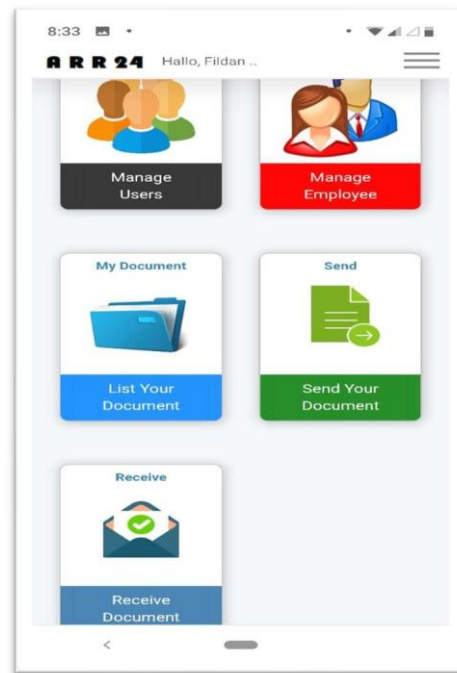 8:33
ARR24 Hallo, Fildan ..
Manage
Users
Manage
Employee
My Document
List Your
Document
Send
Send Your
Document
Receive
Receive
Document